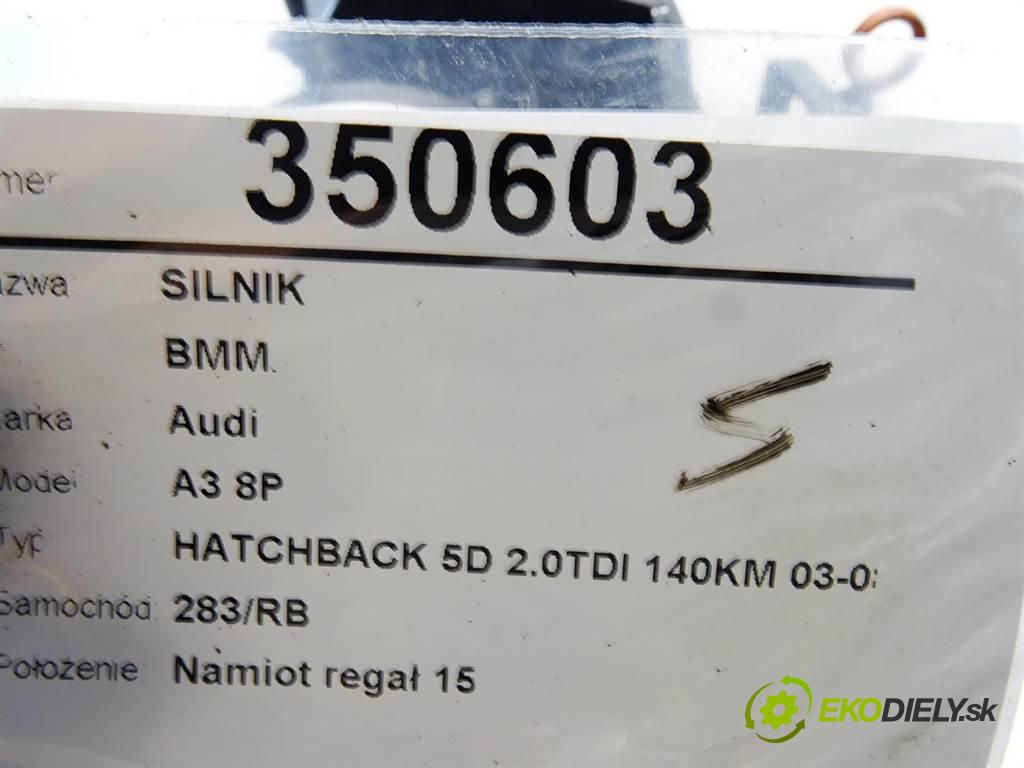 mer 350603
azwa SILNIK
BMM
arka Audi
Model A3 8P
Typ HATCHBACK 5D 2.0TDI 140KM 03-0
Samochód: 283/RB
Położenie: Namiot regał 15
S
EKODIELY.sk